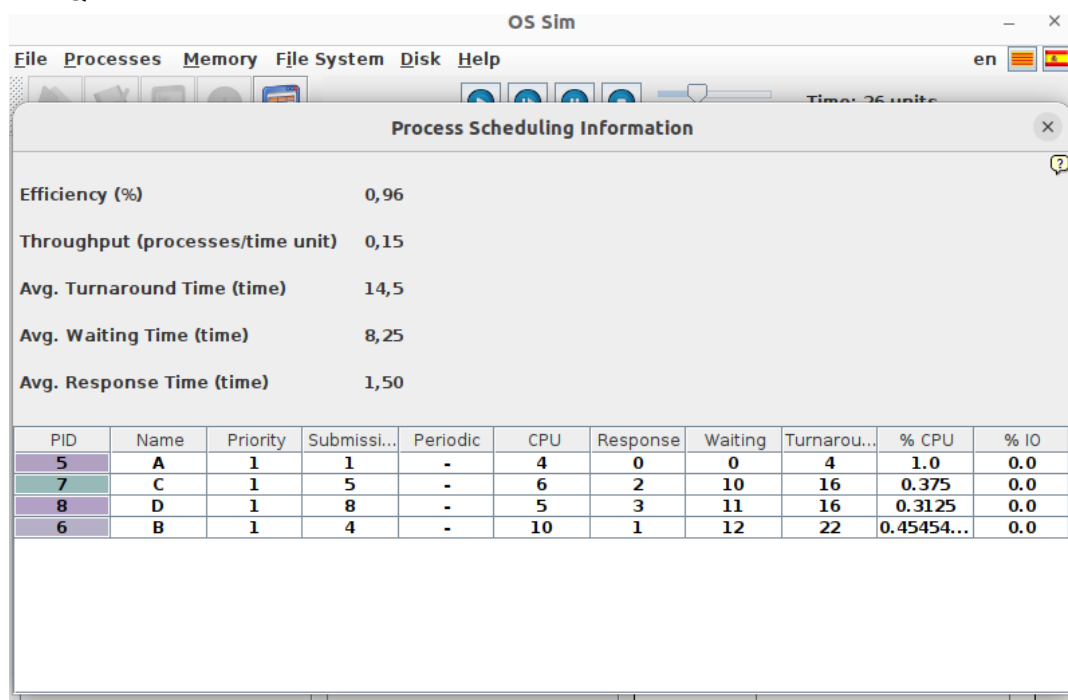 OS Sim
File Processes Memory File System Disk Help en
Time: 26 units
Process Scheduling Information
Efficiency (%) 0,96
Throughput (processes/time unit) 0,15
Avg. Turnaround Time (time) 14,5
Avg. Waiting Time (time) 8,25
Avg. Response Time (time) 1,50
PID Name Priority Submissi... Periodic CPU Response Waiting Turnarou... % CPU % IO
5 A 1 1 - 4 0 0 4 1.0 0.0
7 C 1 5 - 6 2 10 16 0.375 0.0
8 D 1 8 - 5 3 11 16 0.3125 0.0
6 B 1 4 - 10 1 12 22 0.45454... 0.0